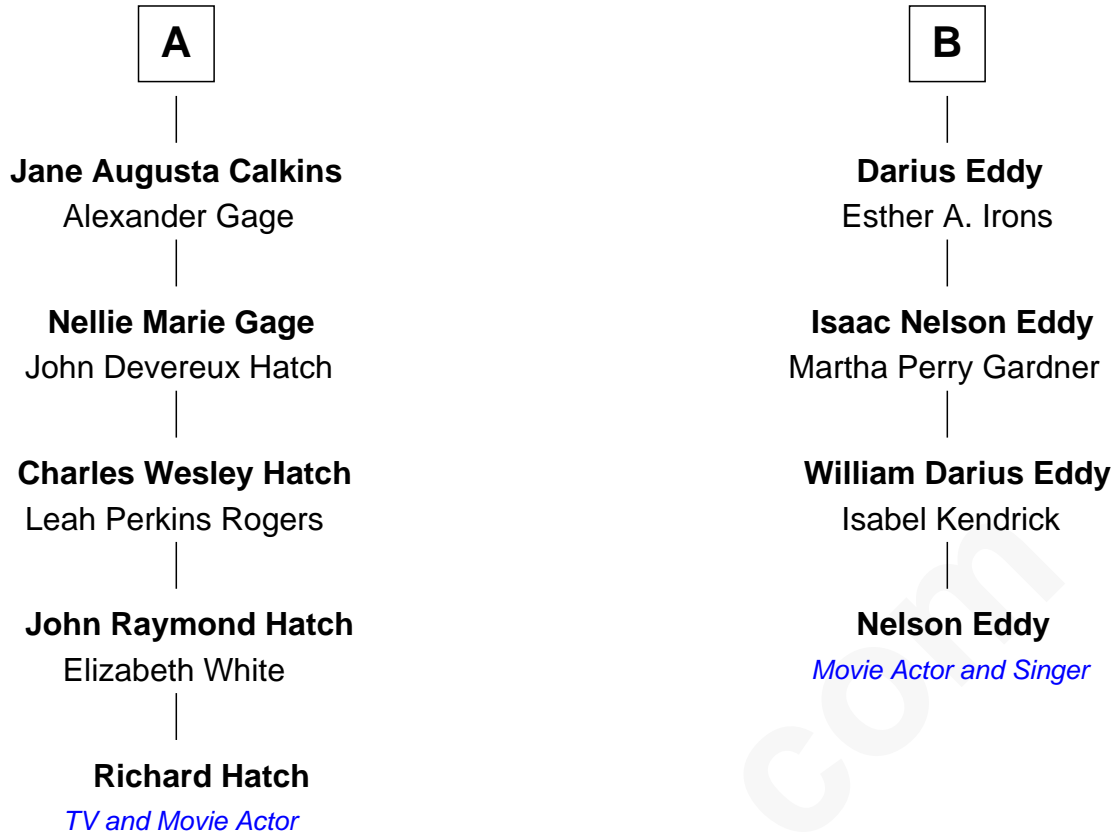 A
Jane Augusta Calkins
Alexander Gage
Nellie Marie Gage
John Devereux Hatch
Charles Wesley Hatch
Leah Perkins Rogers
John Raymond Hatch
Elizabeth White
Richard Hatch
TV and Movie Actor
B
Darius Eddy
Esther A. Irons
Isaac Nelson Eddy
Martha Perry Gardner
William Darius Eddy
Isabel Kendrick
Nelson Eddy
Movie Actor and Singer
com